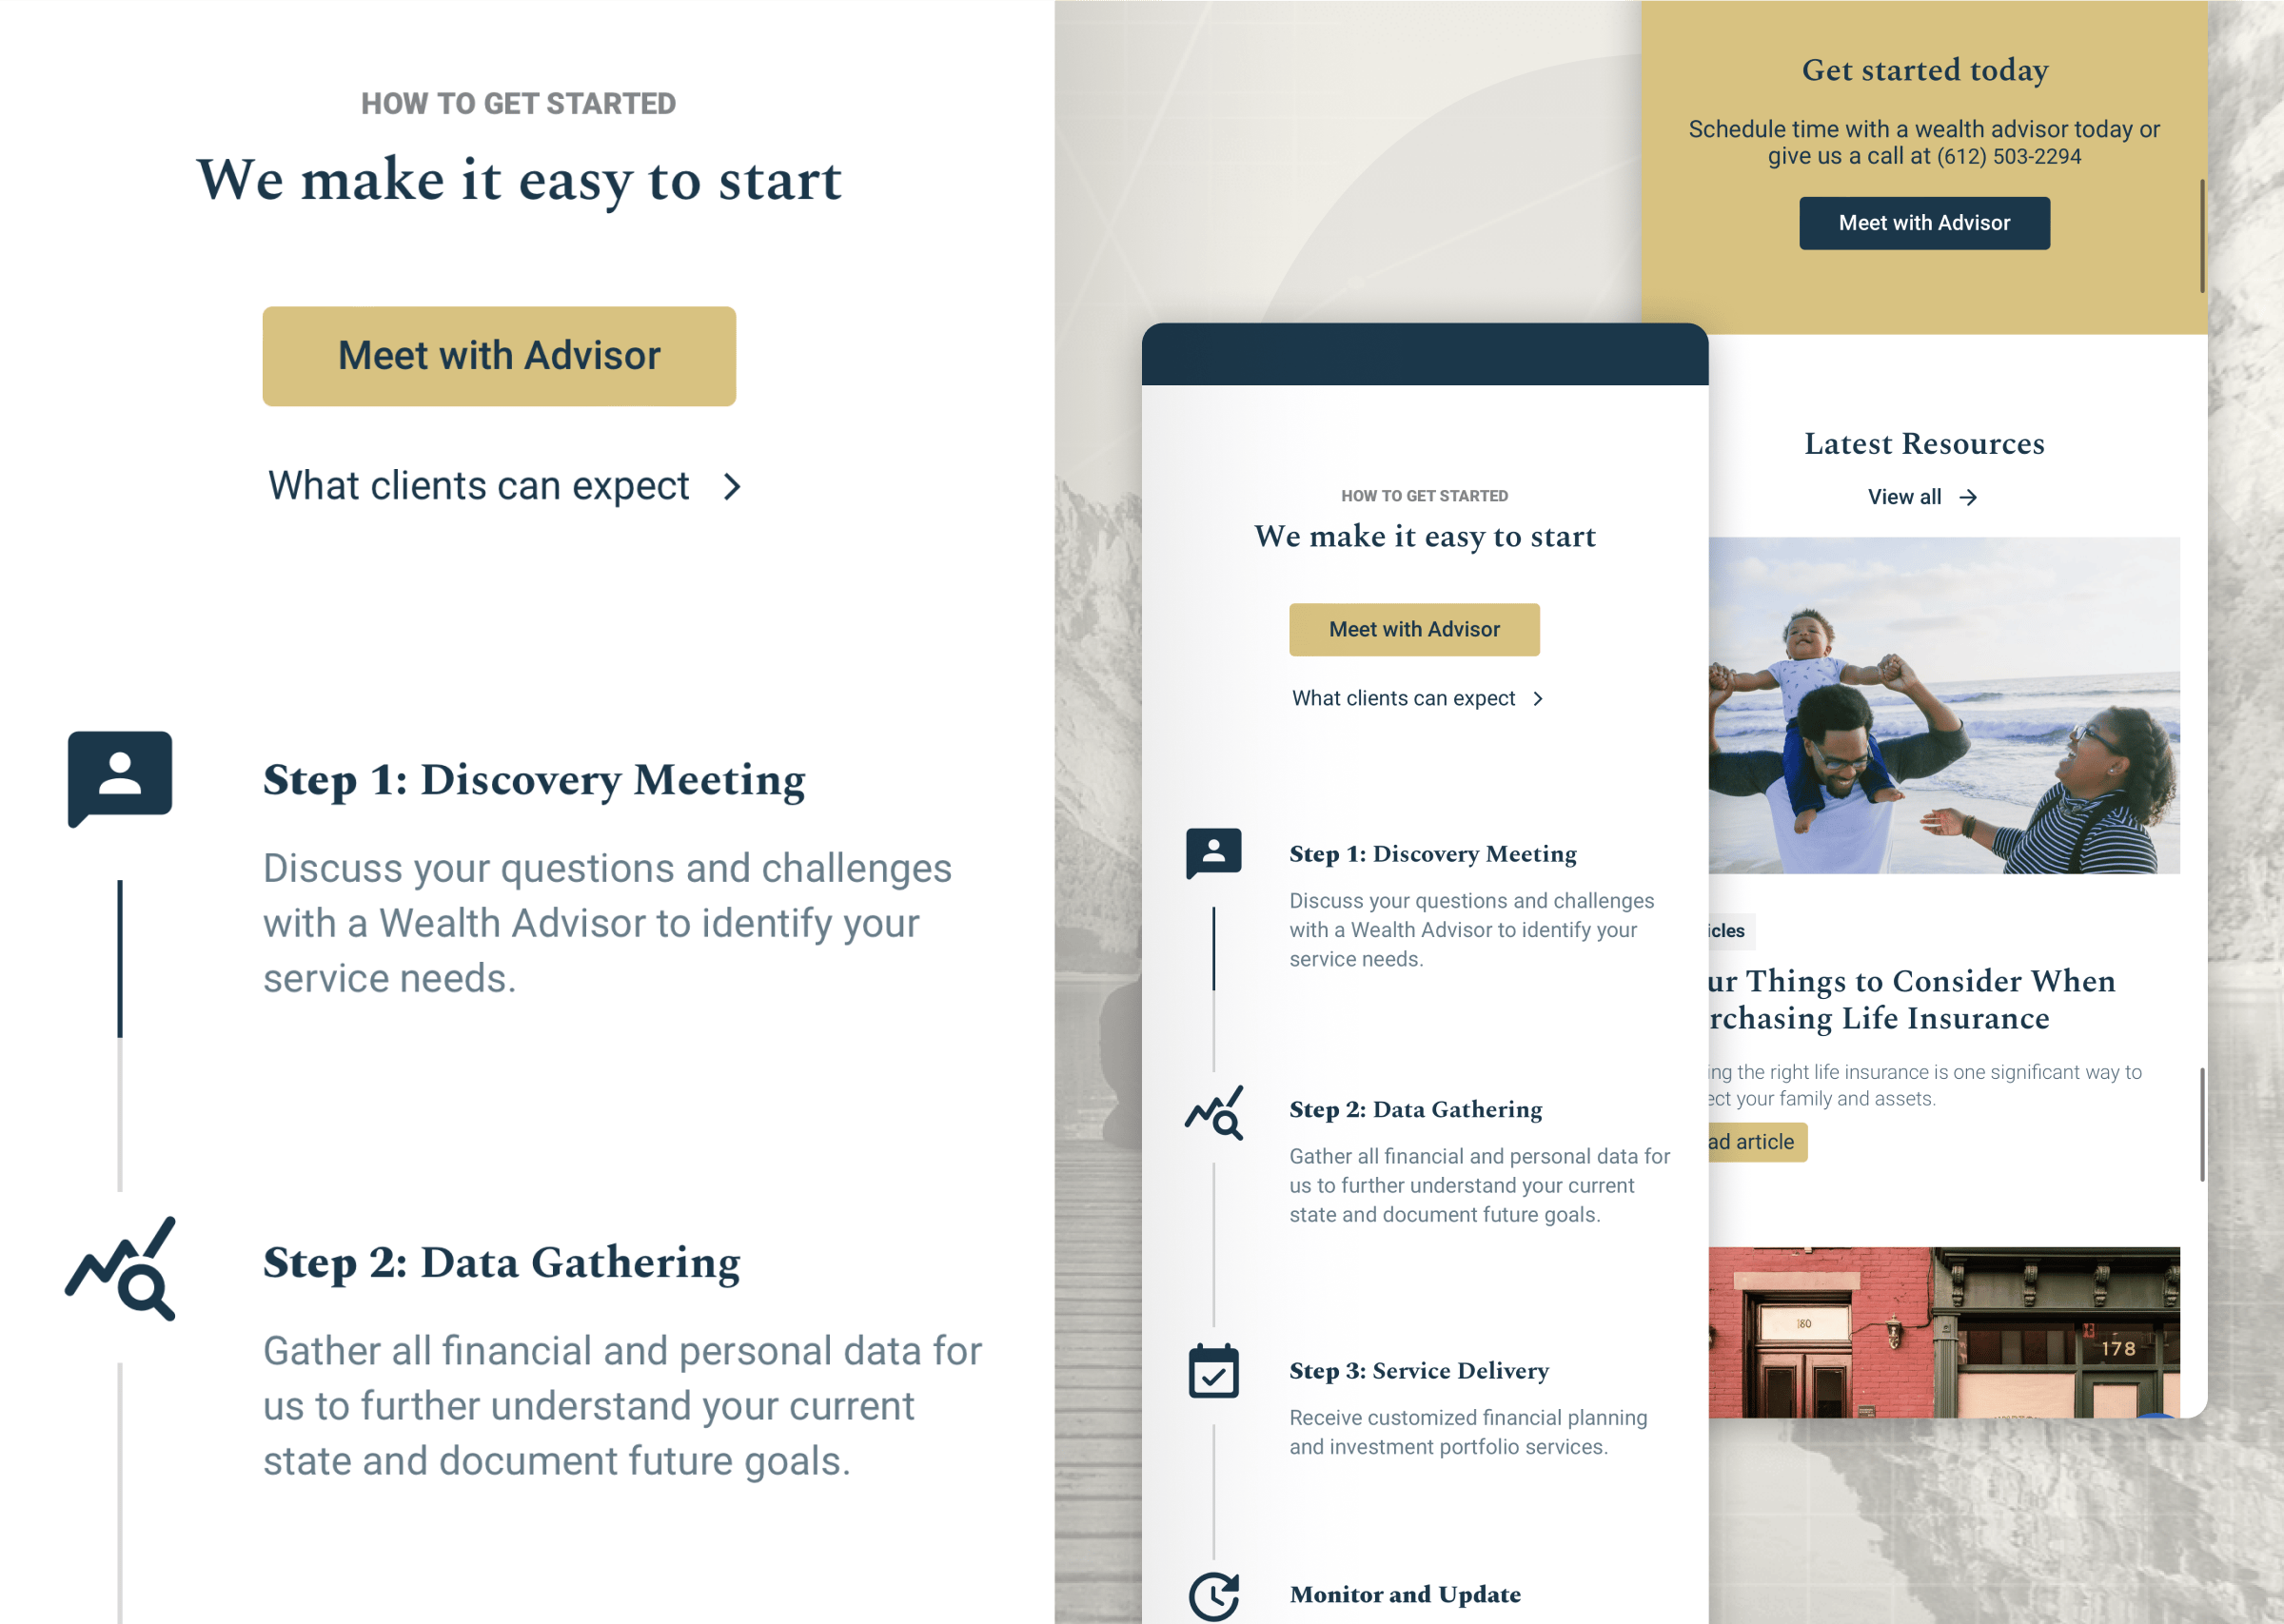 HOW TO GET STARTED
We make it easy to start
Meet with Advisor
What clients can expect
Step 1: Discovery Meeting
Discuss your questions and challenges
with a Wealth Advisor to identify your
service needs.
Step 2: Data Gathering
Gather all financial and personal data for
us to further understand your current
state and document future goals.
HOW TO GET STARTED
We make it easy to start
Meet with Advisor
What clients can expect
Step 1: Discovery Meeting
Discuss your questions and challenges
with a Wealth Advisor to identify your
service needs.
Step 2: Data Gathering
Gather all financial and personal data for
us to further understand your current
state and document future goals.
Step 3: Service Delivery
Receive customized financial planning
and investment portfolio services.
Monitor and Update
Get started today
Schedule time with a wealth advisor today or
give us a call at (612) 503-2294
Meet with Advisor
Latest Resources
View all
icles
ur Things to Consider When
rchasing Life Insurance
ing the right life insurance is one significant way to
ect your family and assets.
ad article
180
178